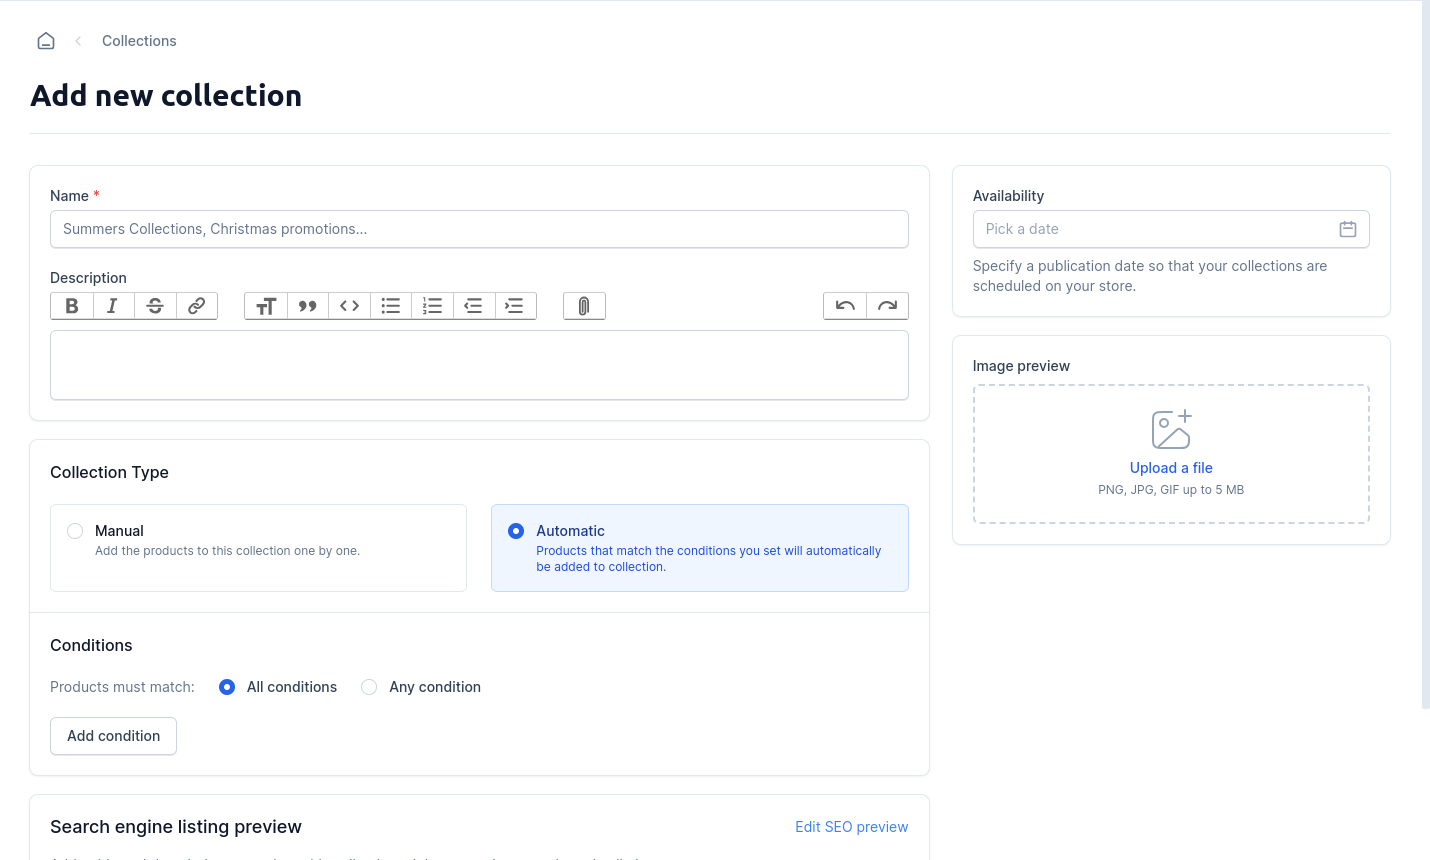 Collections
Add new collection
Name *
Summers Collections, Christmas promotions...
Description
Collection Type
Manual
Add the products to this collection one by one.
Automatic
Products that match the conditions you set will automatically
be added to collection.
Conditions
Products must match:
All conditions
Any condition
Add condition
Search engine listing preview
Edit SEO preview
Availability
Pick a date
Specify a publication date so that your collections are
scheduled on your store.
Image preview
Upload a file
PNG, JPG, GIF up to 5 MB